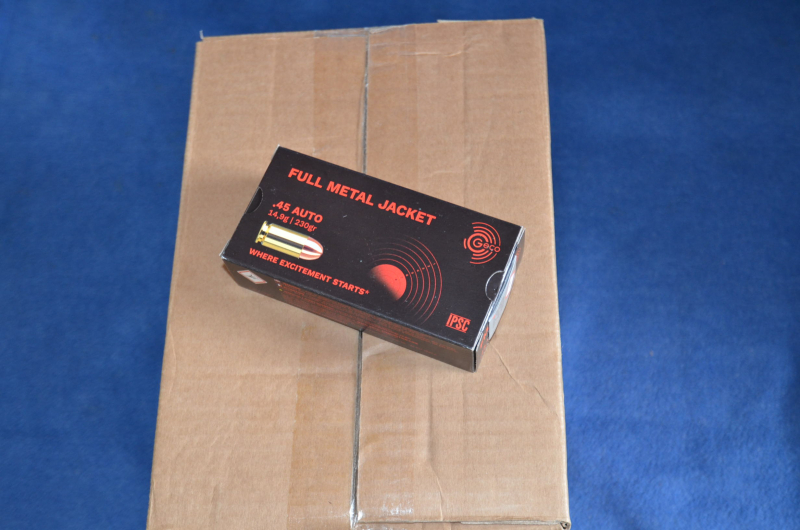 FULL METAL JACKET
.45 AUTO
14,9g | 230gr
Geco
WHERE EXCITEMENT STARTS®
IPSC